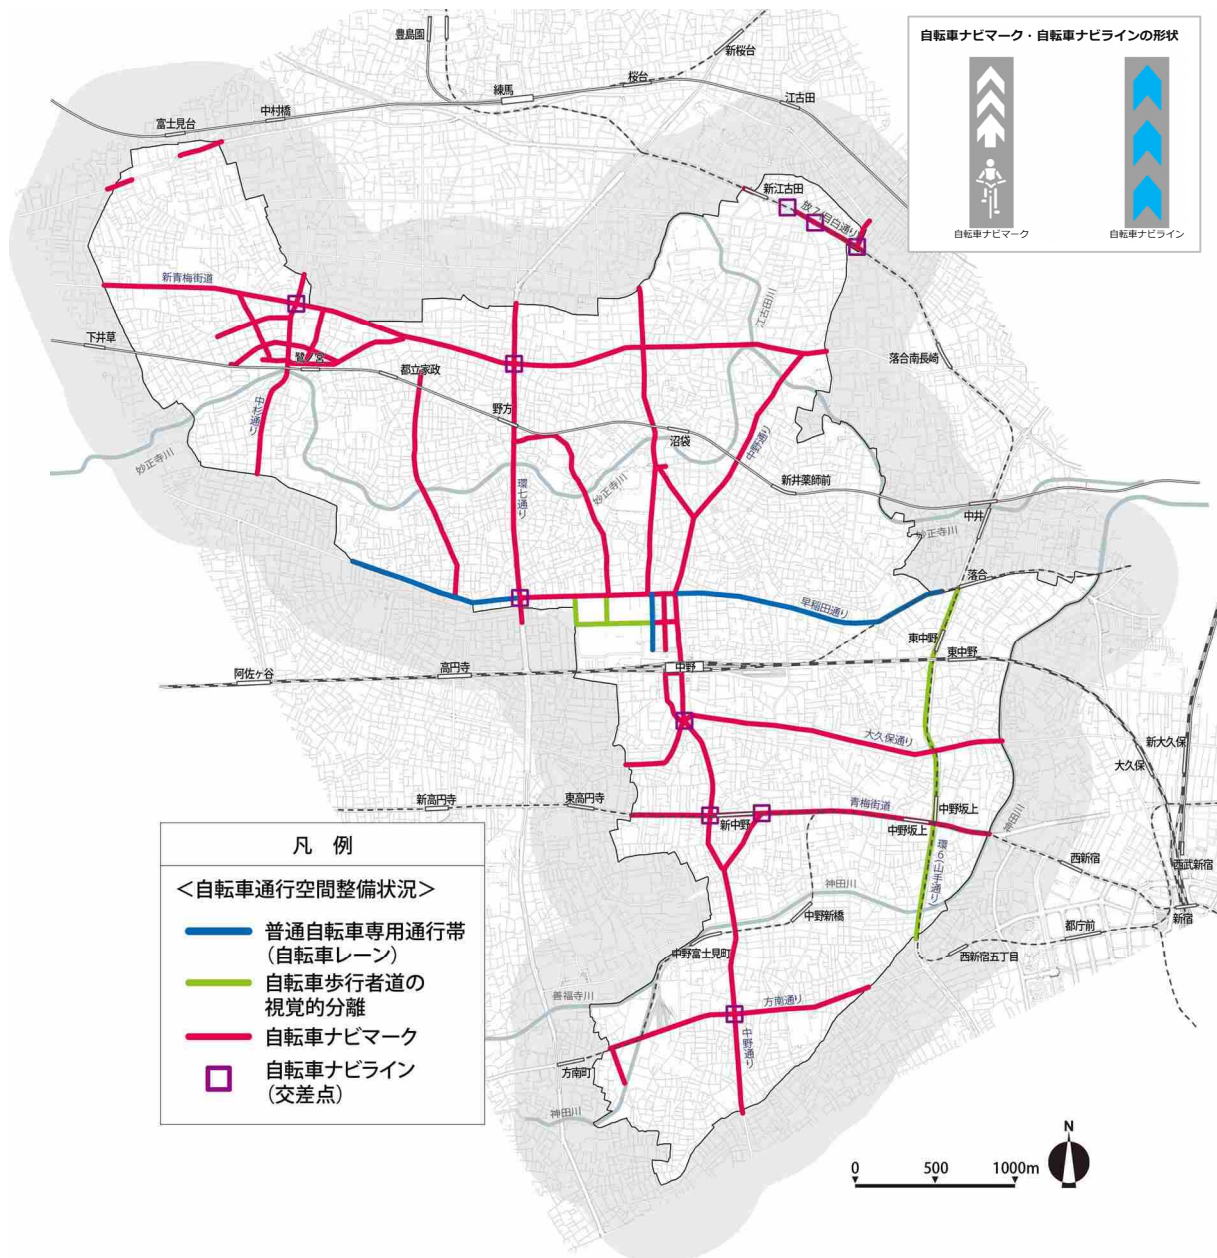 豊島園
新桜台
自転車ナビマーク・自転車ナビラインの形状
自転車ナビマーク
自転車ナビライン
練馬
桜台
江古田
中村橋
富士見台
新江古田
放7・目白通り
新青梅街道
江古田川
下井草
鷺ノ宮
都立家政
落合南長崎
中杉通り
野方
沼袋
中野通り
妙正寺川
環七通り
妙正寺川
新井薬師前
中井
妙正寺川
落合
早稲田通り
東中野
東中野
阿佐ヶ谷
高円寺
中野
大久保通り
新大久保
大久保
新高円寺
東高円寺
青梅街道
新中野
中野坂上
中野坂上
神田川
環6(山手通り)
西新宿
西武新宿
新宿
神田川
中野新橋
都庁前
西新宿五丁目
中野富士見町
善福寺川
方南通り
中野通り
方南町
神田川
凡 例
＜自転車通行空間整備状況＞
普通自転車専用通行帯
(自転車レーン)
自転車歩行者道の
視覚的分離
自転車ナビマーク
自転車ナビライン
(交差点)
N
0 500 1000m